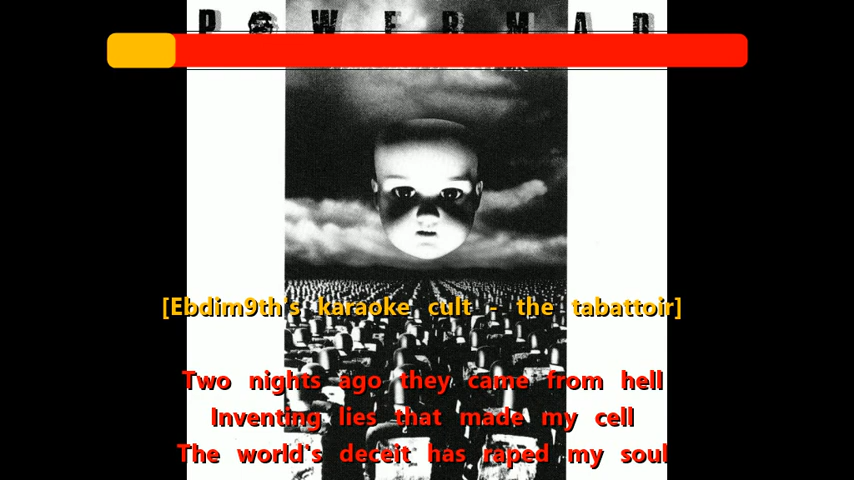 POWERMAD
[Ebdim9th's karaoke cult - the tabattoir]
Two nights ago they came from hell
Inventing lies that made my cell
The world's deceit has raped my soul